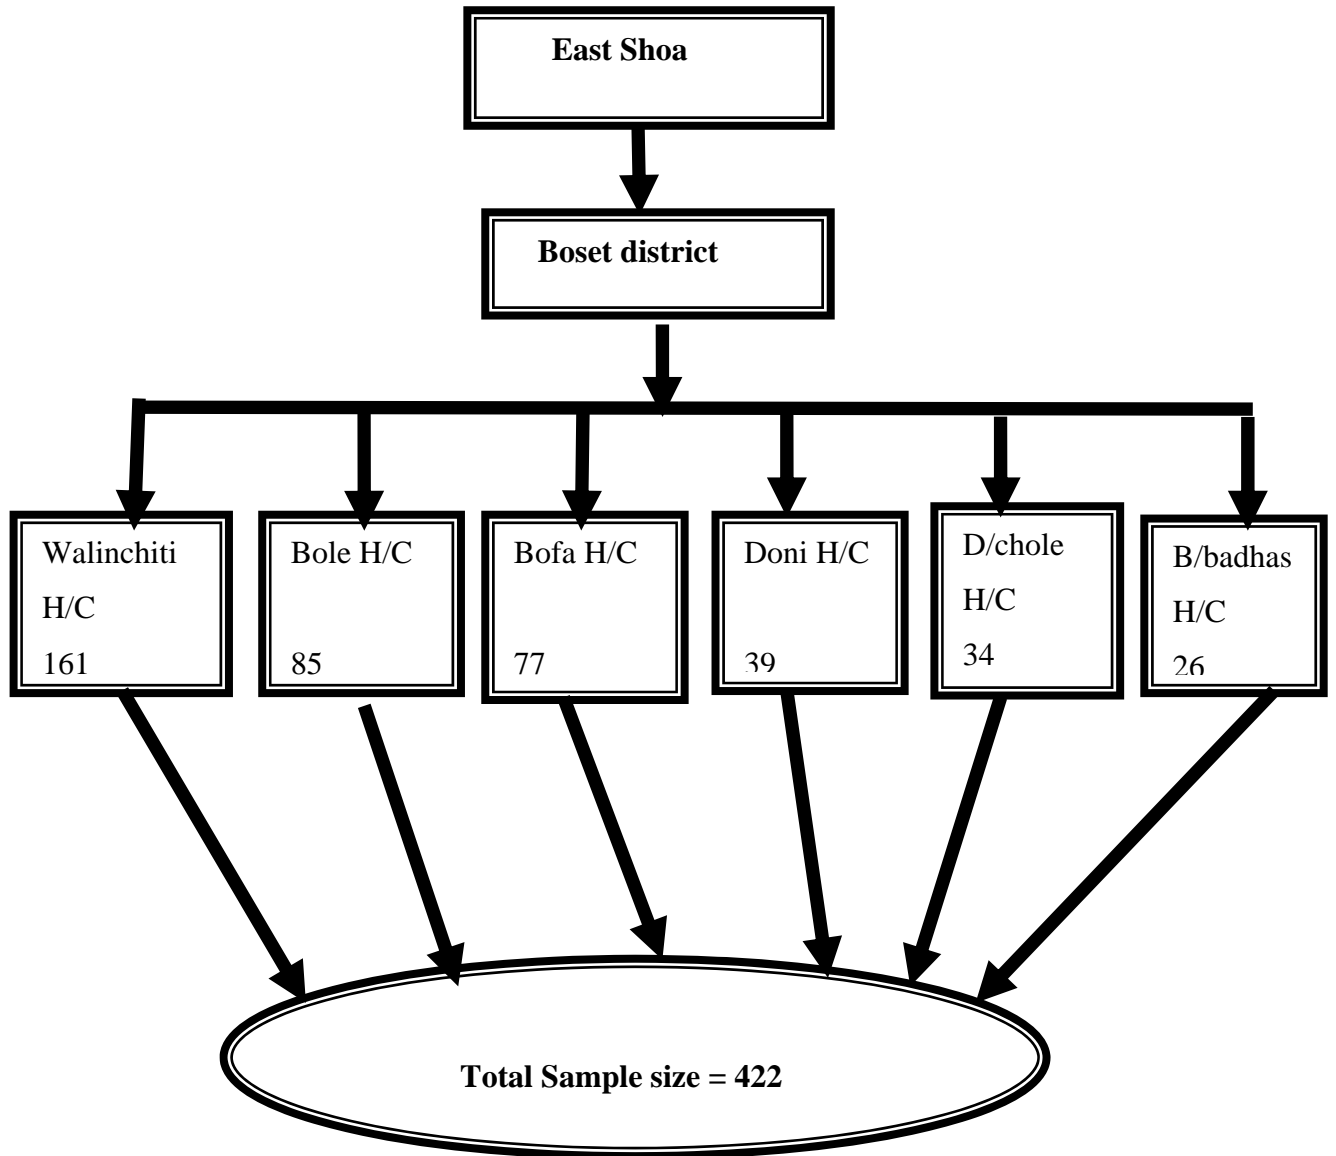 East Shoa
Boset district
Walinchiti
H/C
161
Bole H/C
85
Bofa H/C
77
Doni H/C
39
D/chole
H/C
34
B/badhas
H/C
26
Total Sample size = 422